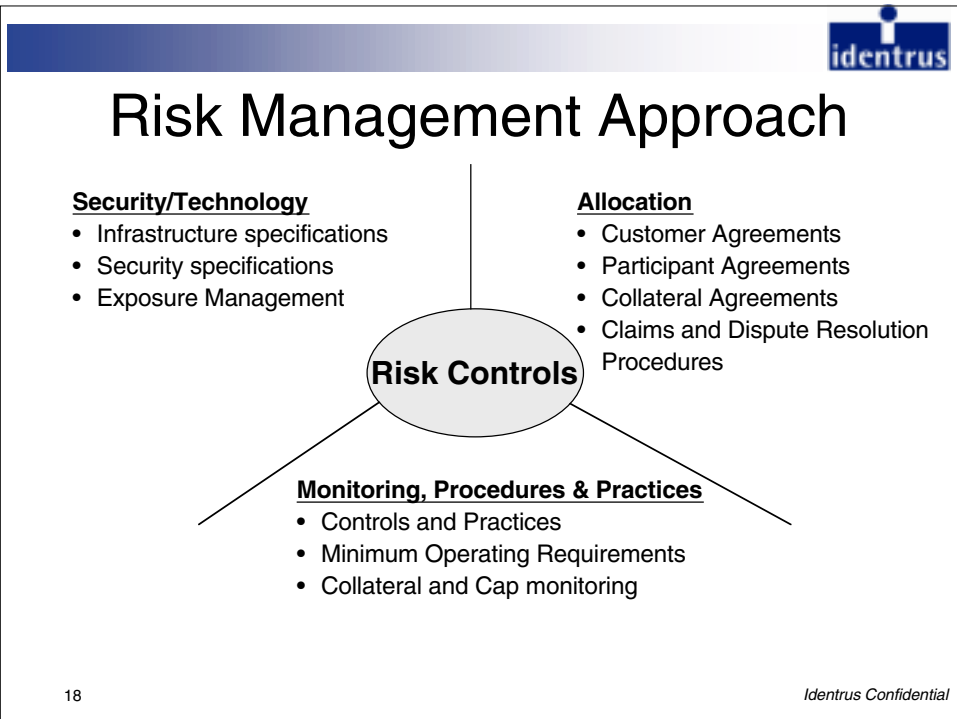 identrus
Risk Management Approach
Security/Technology
• Infrastructure specifications
• Security specifications
• Exposure Management
Allocation
• Customer Agreements
• Participant Agreements
• Collateral Agreements
• Claims and Dispute Resolution
Procedures
Risk Controls
Monitoring, Procedures & Practices
• Controls and Practices
• Minimum Operating Requirements
• Collateral and Cap monitoring
18
Identrus Confidential